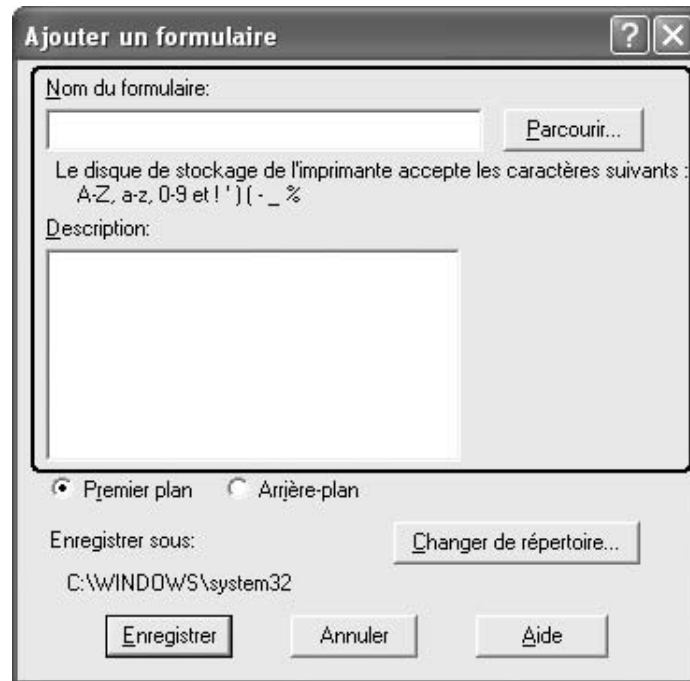 Ajouter un formulaire
Nom du formulaire:
Parcourir...
Le disque de stockage de l'imprimante accepte les caractères suivants :
A-Z, a-z, 0-9 et ! ' ) ( - _ %
Description:
Premier plan
Arrière-plan
Enregistrer sous:
Changer de répertoire...
C:\WINDOWS\system32
Enregistrer
Annuler
Aide